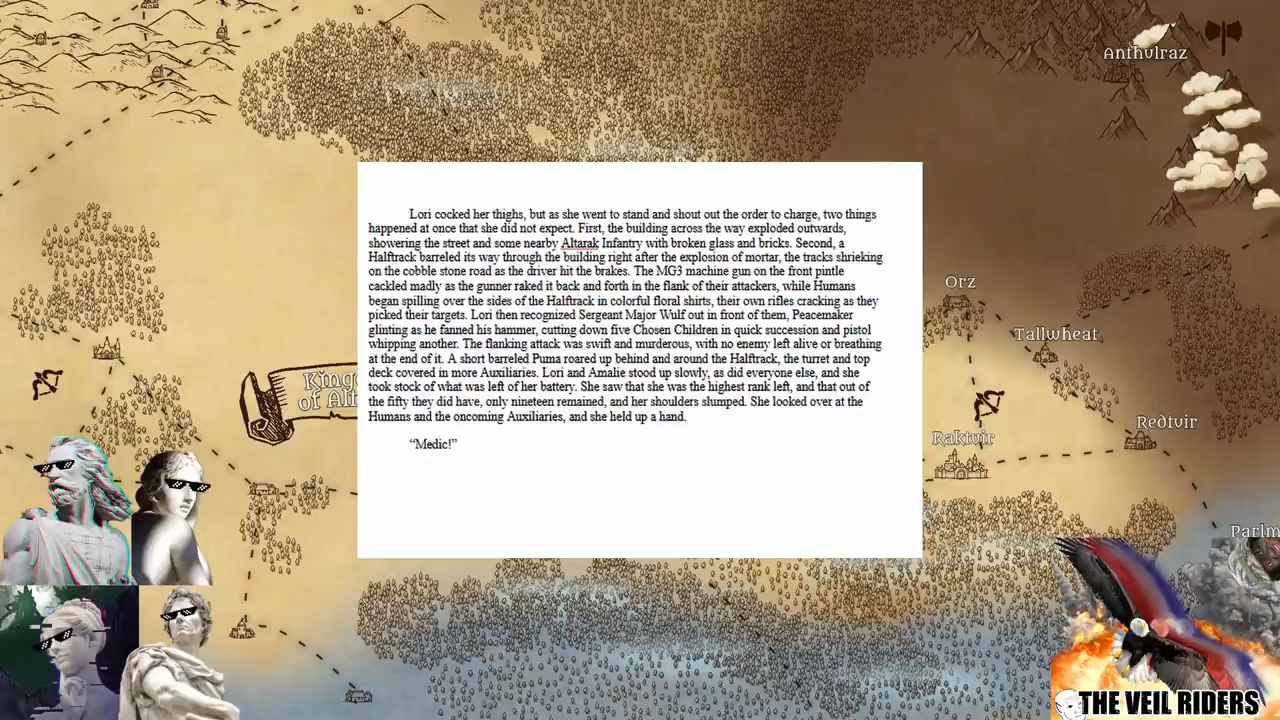 Anthulraz
Lori cocked her thighs, but as she went to stand and shout out the order to charge, two things
happened at once that she did not expect. First, the building across the way exploded outwards,
showering the street and some nearby Altarak Infantry with broken glass and bricks. Second, a
Halftrack barreled its way through the building right after the explosion of mortar, the tracks shrieking
on the cobble stone road as the driver hit the brakes. The MG3 machine gun on the front pintle
cackled madly as the gunner raked it back and forth in the flank of their attackers, while Humans
began spilling over the sides of the Halftrack in colorful floral shirts, their own rifles cracking as they
picked their targets. Lori then recognized Sergeant Major Wulf out in front of them, Peacemaker
glinting as he fanned his hammer, cutting down five Chosen Children in quick succession and pistol
whipping another. The flanking attack was swift and murderous, with no enemy left alive or breathing
at the end of it. A short barreled Puma roared up behind and around the Halftrack, the turret and top
deck covered in more Auxiliaries. Lori and Amalie stood up slowly, as did everyone else, and she
took stock of what was left of her battery. She saw that she was the highest rank left, and that out of
the fifty they did have, only nineteen remained, and her shoulders slumped. She looked over at the
Humans and the oncoming Auxiliaries, and she held up a hand.
“Medic!”
Orz
Tallwheat
King
of Alt
Redtvir
Raktvir
Parlm
THE VEIL RIDERS